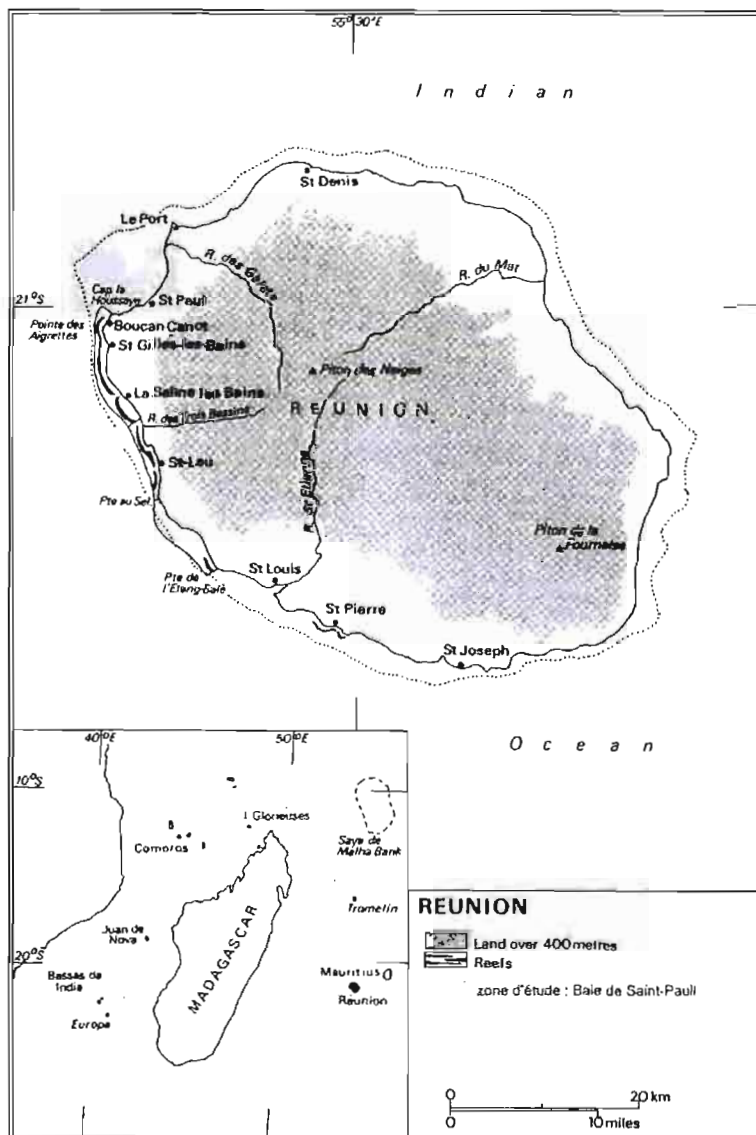 55°30'E
I n d i a n
St Denis
Le Port
R. des Galets
R. du Mat
Cap la
Houssaye
21°S
St Paul
Pointe des
Aigrettes
Boucan Canot
St Gilles-les-Bains
Piton des Neiges
La Saline les Bains
REUNION
R. des Trois Bassins
St-Leu
R. St Etienne
Pte au Sel
Piton de la
Fournaise
St Louis
Pte de
l'Etang-Salé
St Pierre
St Joseph
O c e a n
40°E
50°E
10°S
I Glorieuses
Comoros
Saya de
Malha Bank
Tromelin
MADAGASCAR
Juan de
Nova
20°S
Bassas da
India
Mauritius
Réunion
Europa
REUNION
Land over 400 metres
Reefs
zone d'étude : Baie de Saint-Paul
0
20 km
0
10 miles